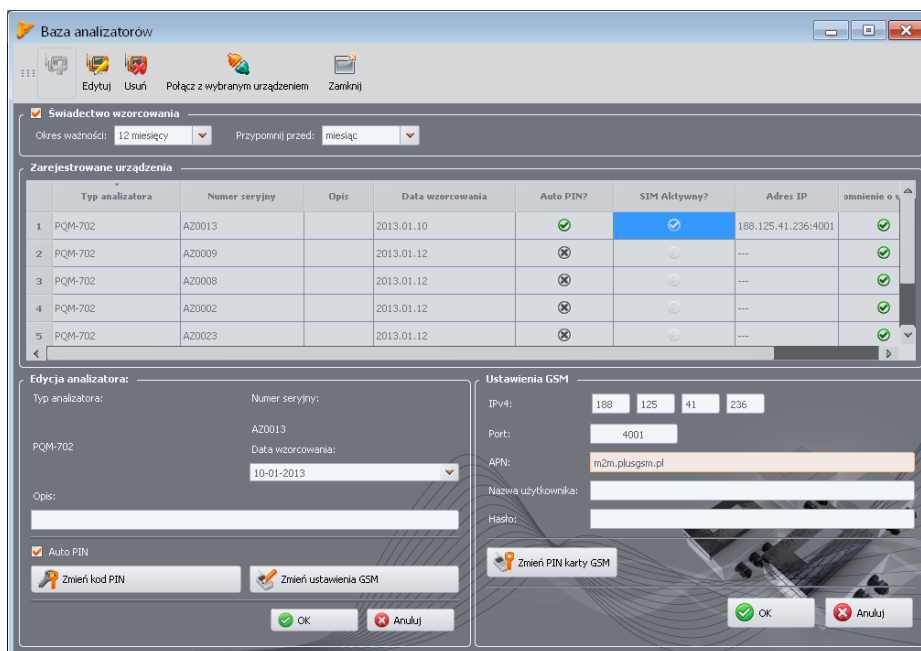 Baza analizatorów
Edytuj Usuń Połącz z wybranym urządzeniem Zamknij
Świadectwo wzorcowania
Okres ważności: 12 miesięcy Przypomnij przed: miesiąc
Zarejestrowane urządzenia
Typ analizatora Numer seryjny Opis Data wzorcowania Auto PIN? SIM Aktywny? Adres IP omnienie o w
1 PQM-702 AZ0013 2013.01.10 188.125.41.236:4001
2 PQM-702 AZ0009 2013.01.12 ---
3 PQM-702 AZ0008 2013.01.12 ---
4 PQM-702 AZ0002 2013.01.12 ---
5 PQM-702 AZ0023 2013.01.12 ---
Edycja analizatora:
Typ analizatora: Numer seryjny:
AZ0013
PQM-702 Data wzorcowania:
10-01-2013
Opis:
Auto PIN
Zmień kod PIN Zmień ustawienia GSM
OK Anuluj
Ustawienia GSM
IPv4: 188 125 41 236
Port: 4001
APN: m2m.plusgsm.pl
Nazwa użytkownika:
Hasło:
Zmień PIN karty GSM
OK Anuluj